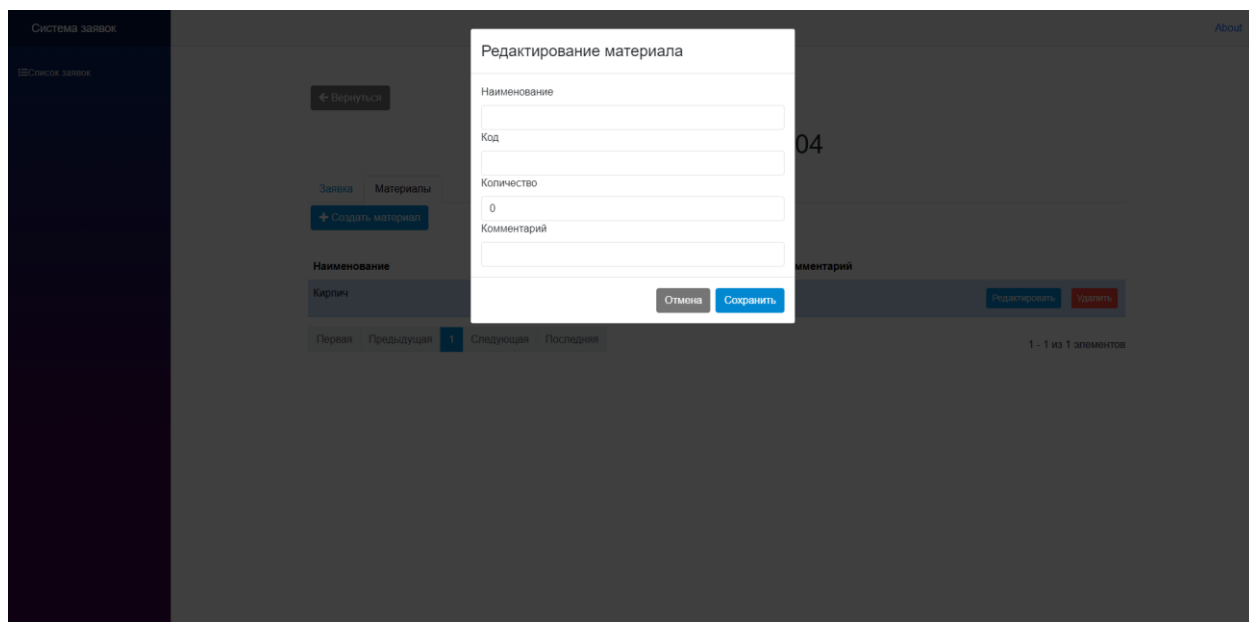 Система заявок
About
Список заявок
Редактирование материала
Вернуться
Наименование
Код
04
Количество
Заявка Материалы
0
Создать материал
Комментарий
Наименование
мментарий
Кирпич
Отмена Сохранить
Редактировать Удалить
Первая Предыдущая 1 Следующая Последняя
1 - 1 из 1 элементов